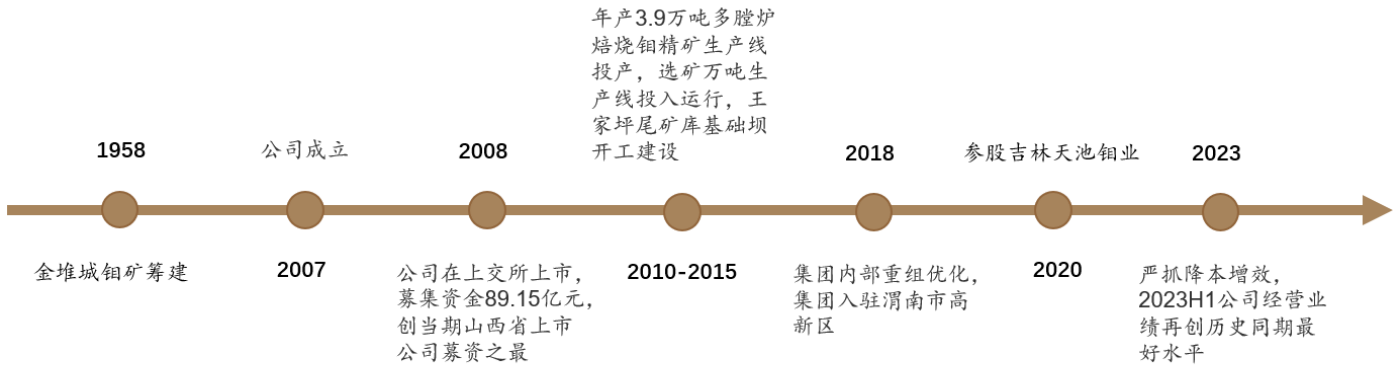 1958
金堆城钼矿筹建
公司成立
2007
2008
公司在上交所上市，
募集资金89.15亿元，
创当期山西省上市
公司募资之最
年产3.9万吨多膛炉
焙烧钼精矿生产线
投产，选矿万吨生
产线投入运行，王
家坪尾矿库基础坝
开工建设
2010-2015
2018
集团内部重组优化，
集团入驻渭南市高
新区
参股吉林天池钼业
2020
2023
严抓降本增效，
2023H1公司经营业
绩再创历史同期最
好水平